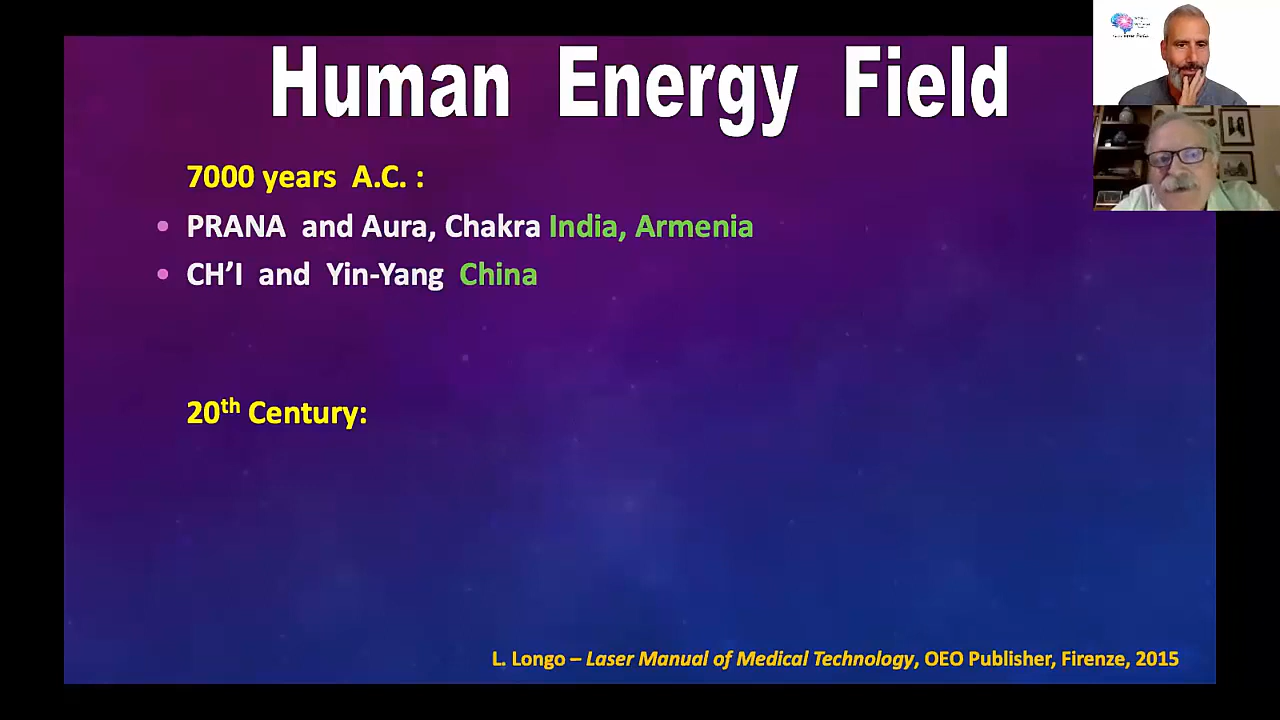 Human Energy Field
7000 years A.C. :
• PRANA and Aura, Chakra India, Armenia
• CH’I and Yin-Yang China
20th Century:
L. Longo – Laser Manual of Medical Technology, OEO Publisher, Firenze, 2015